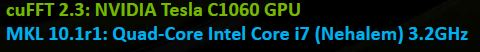 cuFFT 2.3: NVIDIA Tesla C1060 GPU
MKL 10.1r1: Quad-Core Intel Core i7 (Nehalem) 3.2GHz